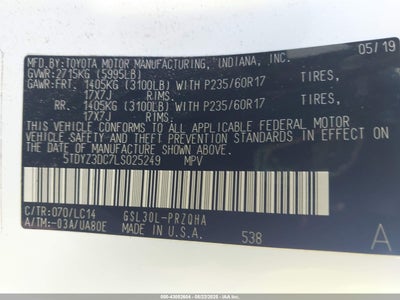 MFD.BY: TOYOTA MOTOR MANUFACTURING, INDIANA, INC. 05/19
GVWR: 2715KG (5995LB)
GAWR:FRT. 1405KG (3100LB) WITH P235/60R17 TIRES,
17X7J RIMS,
RR. 1405KG (3100LB) WITH P235/60R17 TIRES,
17X7J RIMS,
THIS VEHICLE CONFORMS TO ALL APPLICABLE FEDERAL MOTOR
VEHICLE SAFETY AND THEFT PREVENTION STANDARDS IN EFFECT
ON THE DATE OF MANUFACTURE SHOWN ABOVE.
5TDYZ3DC7LS025249 MPV
C/TR:070/LC14 GSL30L-PRZQHA
A/TM:-03A/UA80E MADE IN U.S.A. 538 A